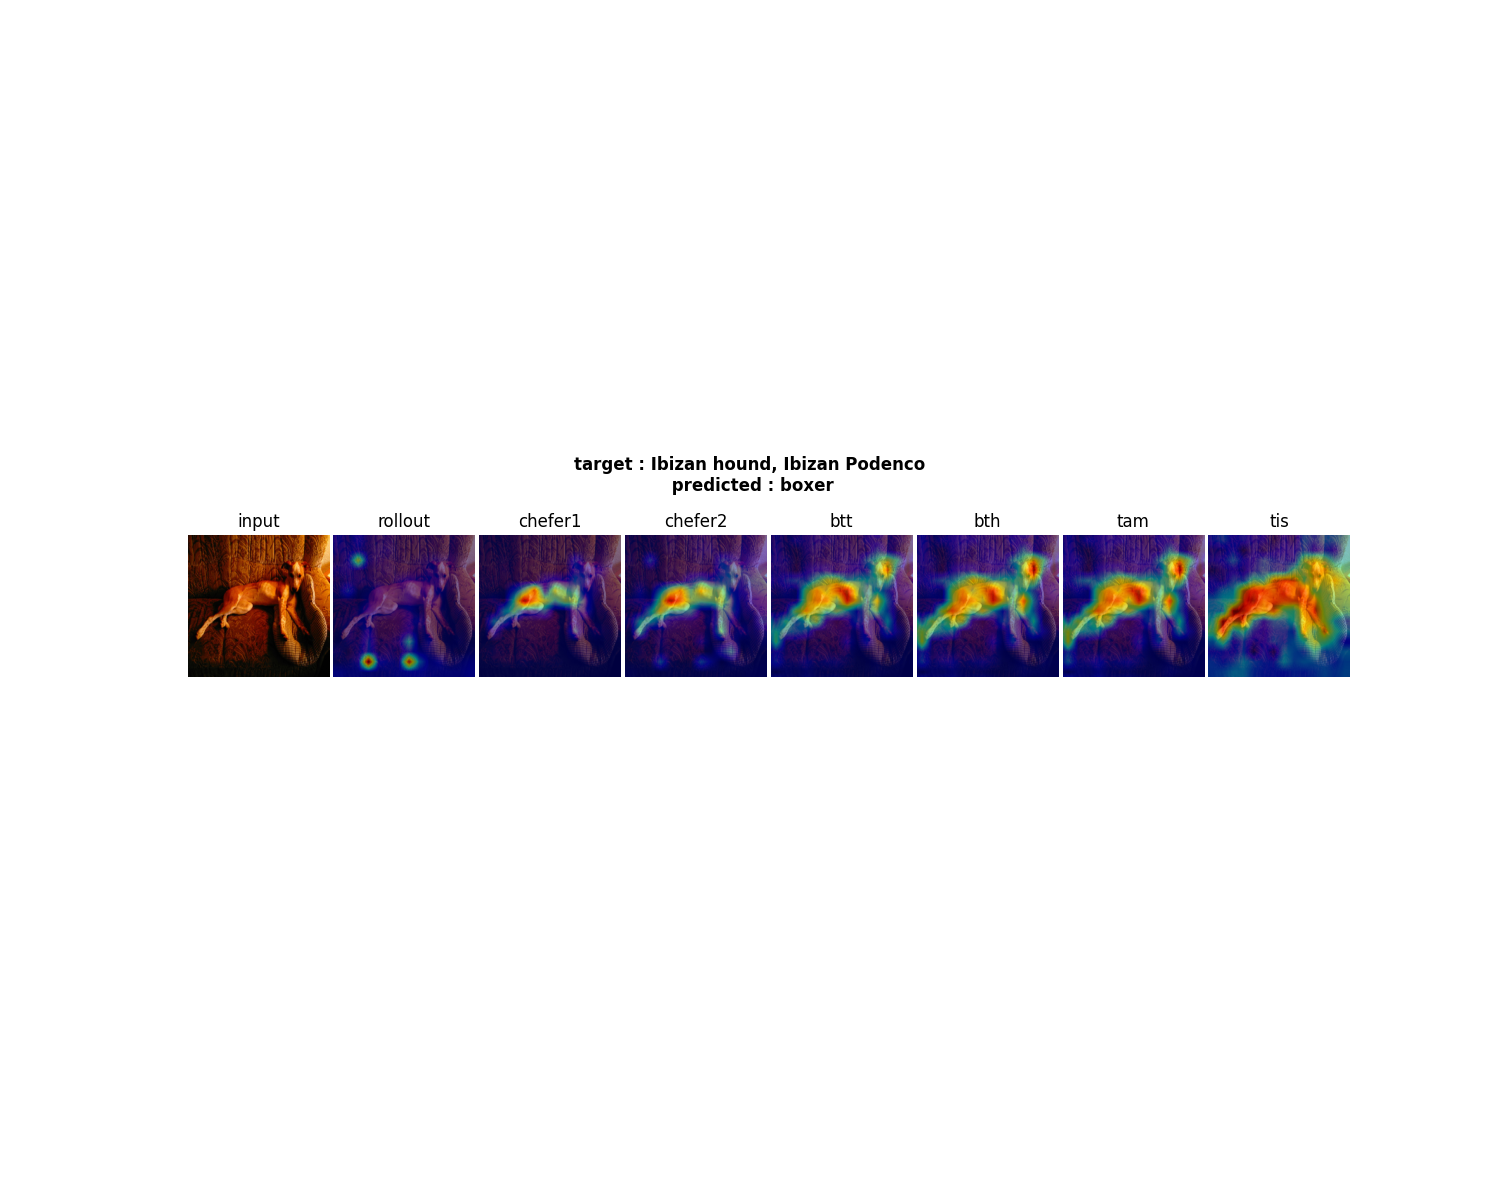 target : Ibizan hound, Ibizan Podenco
predicted : boxer
input rollout chefer1 chefer2 btt bth tam tis